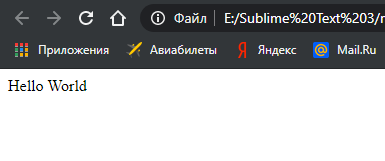 Файл E:/Sublime%20Text%203/
Приложения Авиабилеты Яндекс Mail.Ru
Hello World